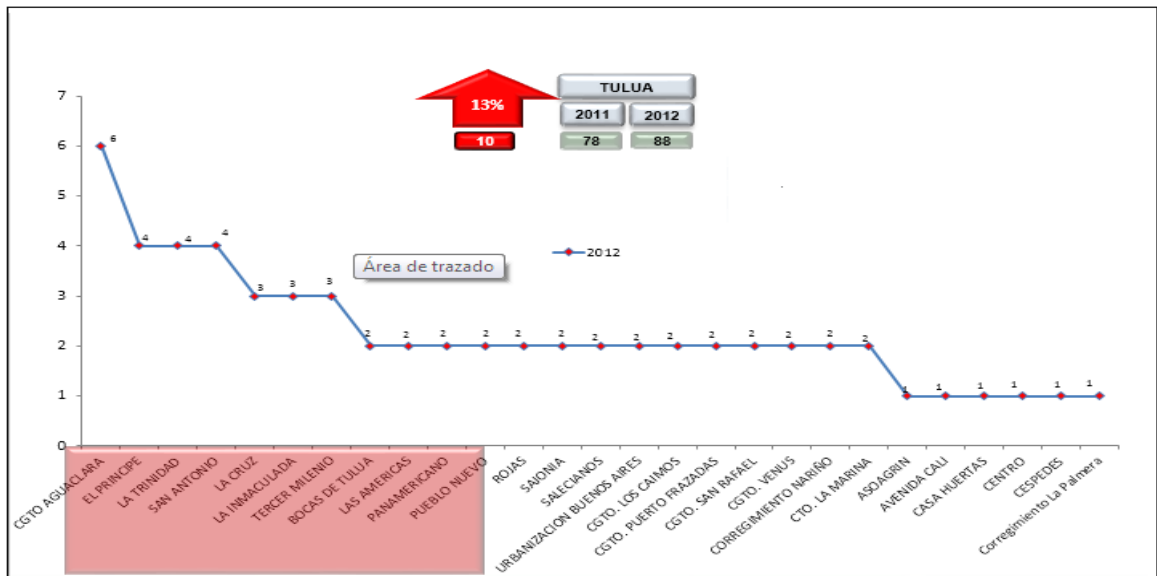 13%
10
TULUA
2011 2012
78 88
7
6
5
4
3
2
1
0
6
4
4
4
3
3
3
2
2
2
2
2
2
2
2
2
2
2
2
2
2
1
1
1
1
1
1
2012
Área de trazado
CGTO AGUACLARA
EL PRINCIPE
LA TRINIDAD
SAN ANTONIO
LA CRUZ
LA INMACULADA
TERCER MILENIO
BOCAS DE TULUA
LAS AMERICAS
PANAMERICANO
PUEBLO NUEVO
ROJAS
SAJONIA
SALECIANOS
URBANIZACION BUENOS AIRES
CGTO. LOS CAIMOS
CGTO. PUERTO FRAZADAS
CGTO. SAN RAFAEL
CGTO. VENUS
CORREGIMIENTO NARIÑO
CTO. LA MARINA
ASOAGRIN
AVENIDA CALI
CASA HUERTAS
CENTRO
CESPEDES
Corregimiento La Palmera